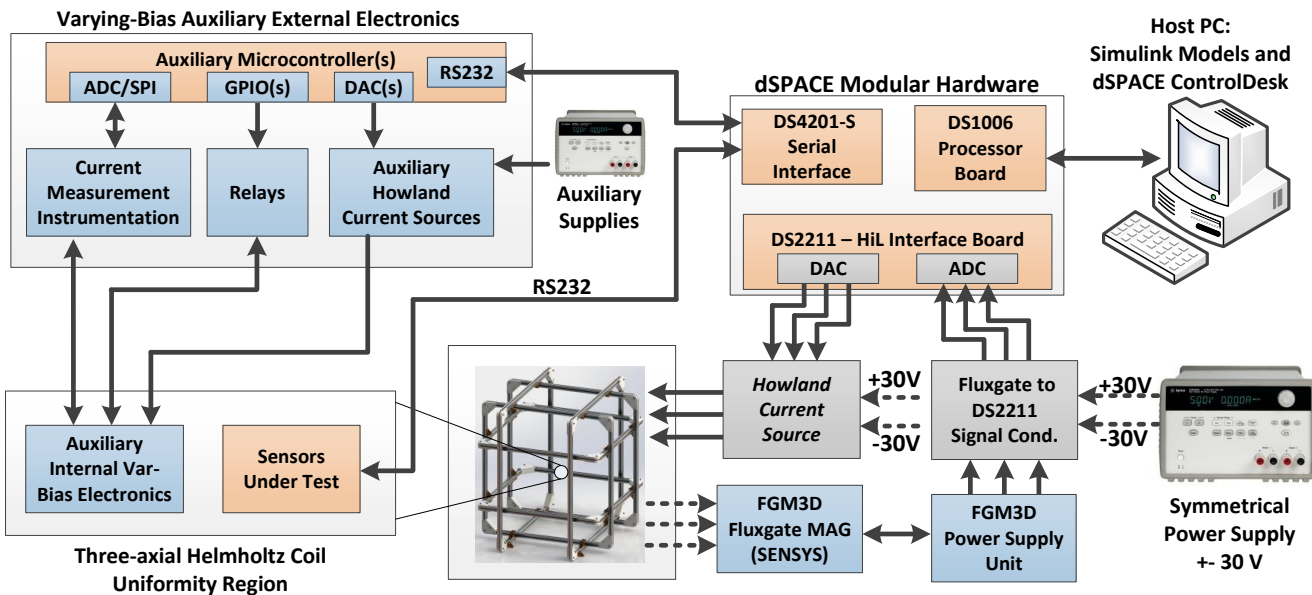 Varying-Bias Auxiliary External Electronics
Auxiliary Microcontroller(s)
RS232
ADC/SPI
GPIO(s)
DAC(s)
Current
Measurement
Instrumentation
Relays
Auxiliary
Howland
Current Sources
Auxiliary
Supplies
dSPACE Modular Hardware
DS4201-S
Serial
Interface
DS1006
Processor
Board
DS2211 – HiL Interface Board
DAC
ADC
Host PC:
Simulink Models and
dSPACE ControlDesk
RS232
Auxiliary
Internal Var-
Bias Electronics
Sensors
Under Test
Three-axial Helmholtz Coil
Uniformity Region
Howland
Current
Source
+30V
-30V
Fluxgate to
DS2211
Signal Cond.
+30V
-30V
FGM3D
Fluxgate MAG
(SENSYS)
FGM3D
Power Supply
Unit
Symmetrical
Power Supply
+- 30 V